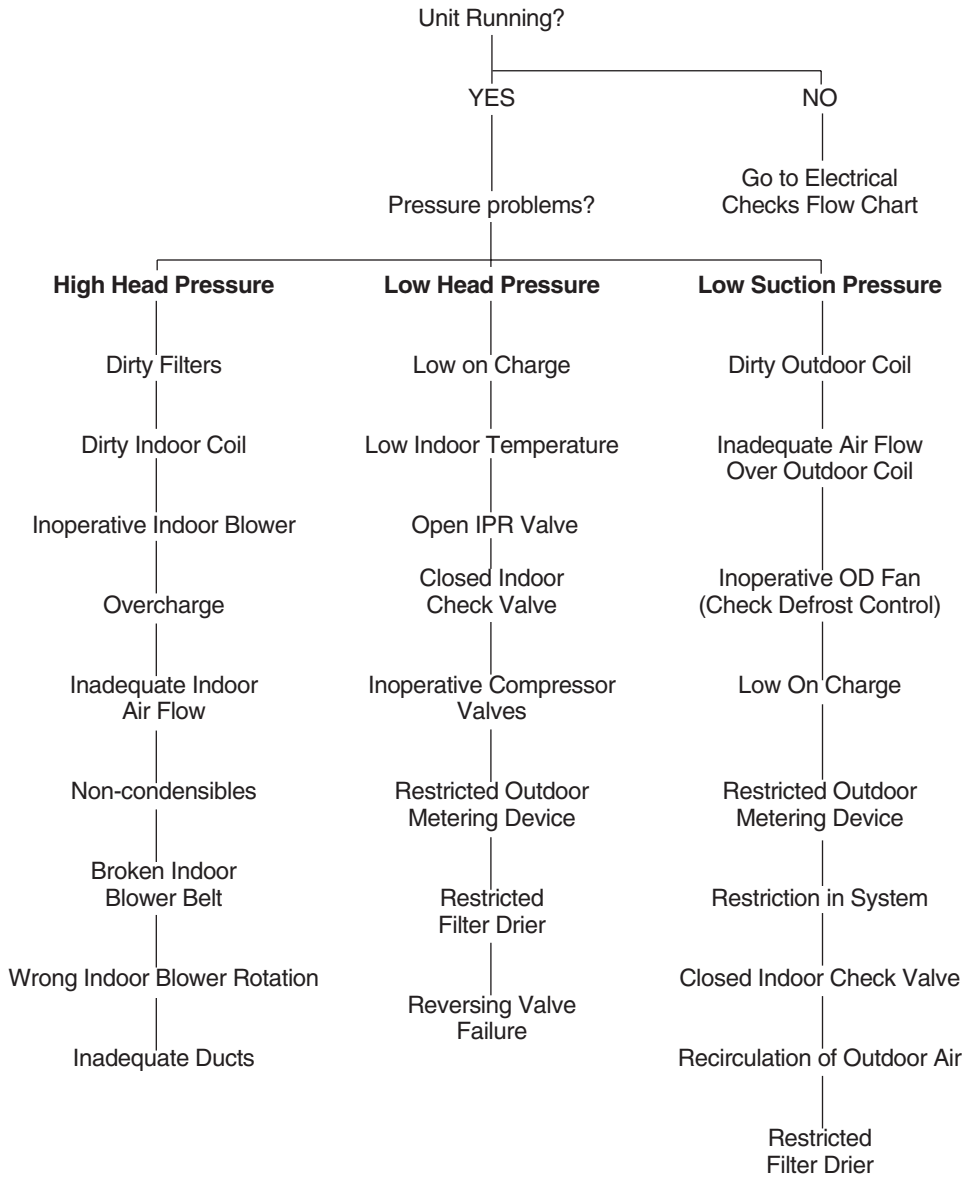 Unit Running?
YES
NO
Go to Electrical
Checks Flow Chart
Pressure problems?
High Head Pressure
Dirty Filters
Dirty Indoor Coil
Inoperative Indoor Blower
Overcharge
Inadequate Indoor
Air Flow
Non-condensibles
Broken Indoor
Blower Belt
Wrong Indoor Blower Rotation
Inadequate Ducts
Low Head Pressure
Low on Charge
Low Indoor Temperature
Open IPR Valve
Closed Indoor
Check Valve
Inoperative Compressor
Valves
Restricted Outdoor
Metering Device
Restricted
Filter Drier
Reversing Valve
Failure
Low Suction Pressure
Dirty Outdoor Coil
Inadequate Air Flow
Over Outdoor Coil
Inoperative OD Fan
(Check Defrost Control)
Low On Charge
Restricted Outdoor
Metering Device
Restriction in System
Closed Indoor Check Valve
Recirculation of Outdoor Air
Restricted
Filter Drier